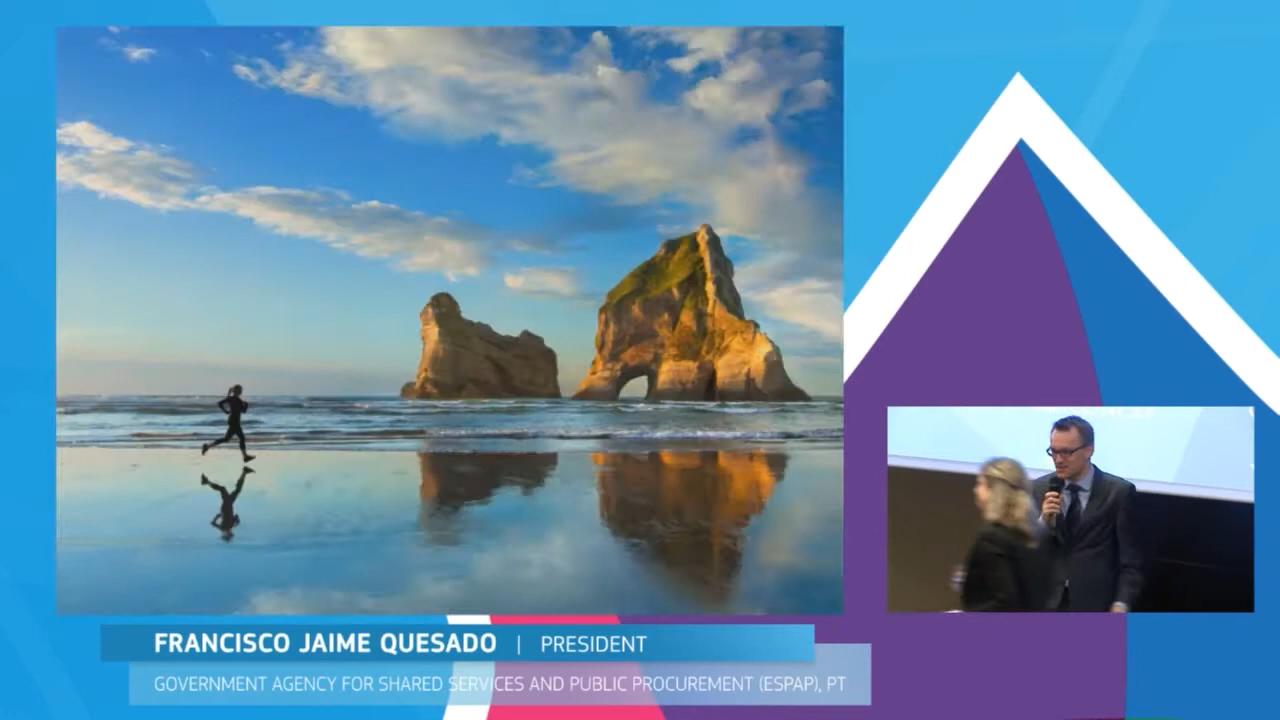 FRANCISCO JAIME QUESADO | PRESIDENT
GOVERNMENT AGENCY FOR SHARED SERVICES AND PUBLIC PROCUREMENT (ESPAP), PT